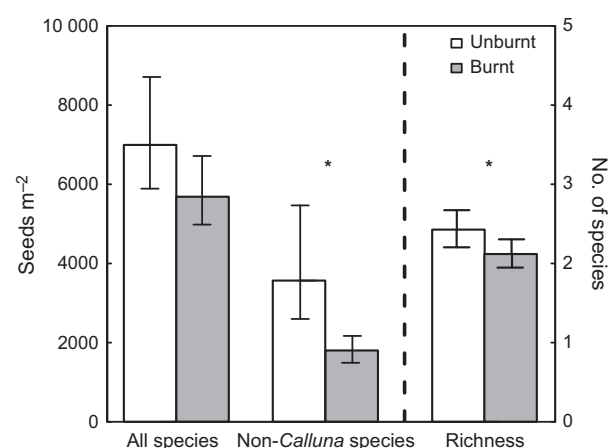 10 000
8000
6000
4000
2000
0
Seeds m⁻²
Unburnt
Burnt
*
*
5
4
3
2
1
0
No. of species
All species
Non-Calluna species
Richness